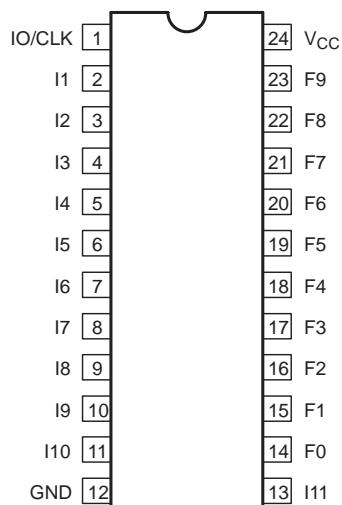 IO/CLK 1 24 VCC
I1 2 23 F9
I2 3 22 F8
I3 4 21 F7
I4 5 20 F6
I5 6 19 F5
I6 7 18 F4
I7 8 17 F3
I8 9 16 F2
I9 10 15 F1
I10 11 14 F0
GND 12 13 I11